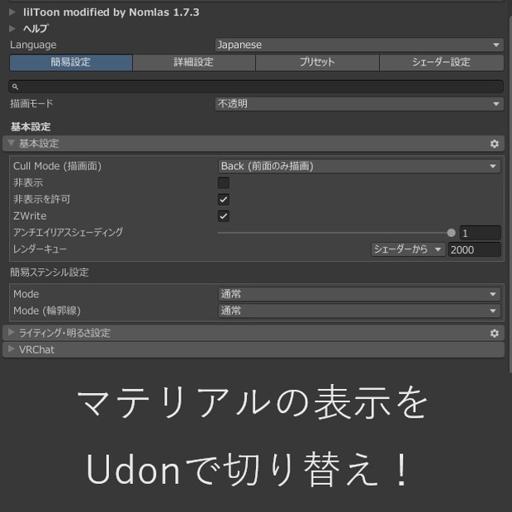 lilToon modified by Nomlas 1.7.3
ヘルプ
Language Japanese
簡易設定 詳細設定 プリセット シェーダー設定
描画モード 不透明
基本設定
基本設定
Cull Mode (描画面) Back (前面のみ描画)
非表示
非表示を許可
ZWrite
アンチエイリアスシェーディング 1
レンダーキュー シェーダーから 2000
簡易ステンシル設定
Mode 通常
Mode (輪郭線) 通常
ライティング・明るさ設定
VRChat
マテリアルの表示を
Udonで切り替え！